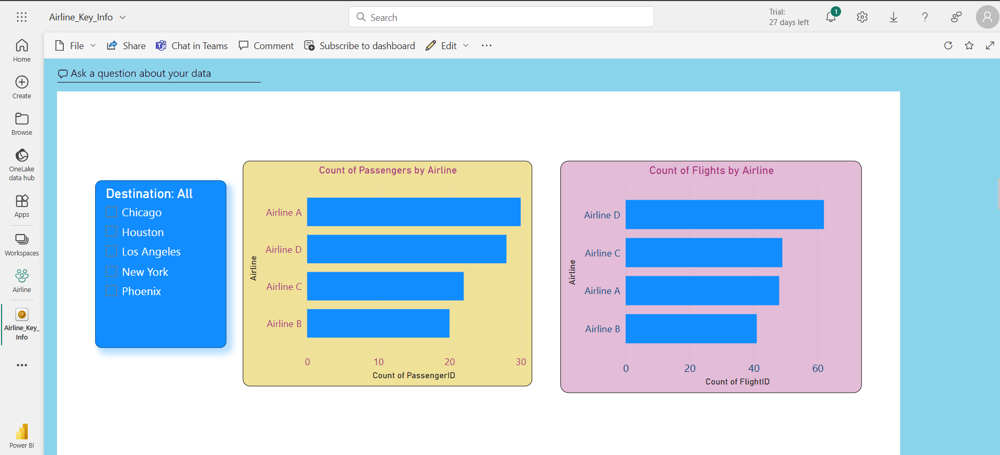 Airline_Key_Info
Search
Trial:
27 days left
1
File
Share
Chat in Teams
Comment
Subscribe to dashboard
Edit
Home
Create
Browse
OneLake
data hub
Apps
Workspaces
Airline
Airline_Key_
Info
Power BI
Ask a question about your data
Destination: All
Chicago
Houston
Los Angeles
New York
Phoenix
Count of Passengers by Airline
Airline
Airline A
Airline D
Airline C
Airline B
0 10 20 30
Count of PassengerID
Count of Flights by Airline
Airline
Airline D
Airline C
Airline A
Airline B
0 20 40 60
Count of FlightID